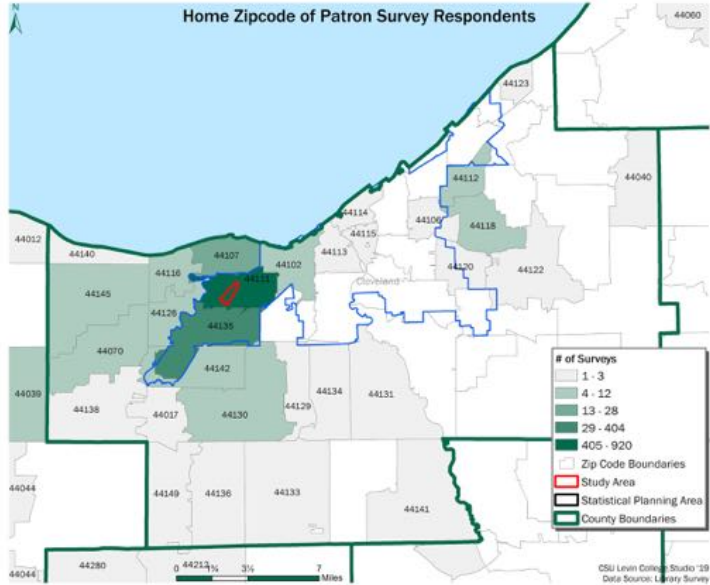 Home Zipcode of Patron Survey Respondents
N
44060
44123
44112
44040
44114
44106
44118
44012
44140
44107
44115
44116
44102
44113
44111
44120
44122
44145
Cleveland
44126
44135
44070
44142
44039
44138
44017
44130
44129
44134
44131
# of Surveys
1 - 3
4 - 12
13 - 28
29 - 404
405 - 920
Zip Code Boundaries
Study Area
Statistical Planning Area
County Boundaries
44044
44149
44136
44133
44141
44044
44280
44212
0
3½
7
Miles
CSU Levin College Studio '19
Data Source: Library Survey